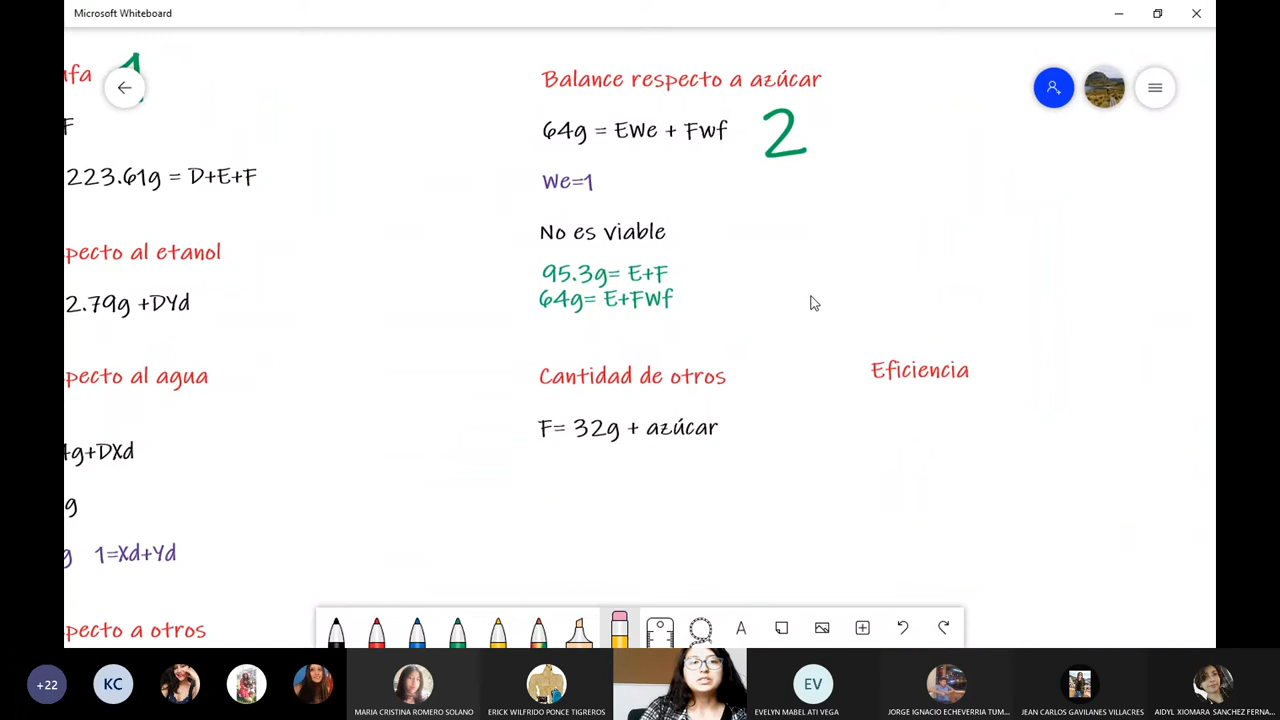 Microsoft Whiteboard
ufa 1
F
223.61g = D+E+F
pecto al etanol
2.79g +DYd
pecto al agua
g+DXd
g
g 1=Xd+Yd
pecto a otros
Balance respecto a azúcar
64g = EWe + Fwf 2
We=1
No es viable
95.3g= E+F
64g= E+FWf
Cantidad de otros
F= 32g + azúcar
Eficiencia
A
+22
KC
MARIA CRISTINA ROMERO SOLANO
ERICK WILFRIDO PONCE TIGREROS
EV
EVELYN MABEL ATI VEGA
JORGE IGNACIO ECHEVERRIA TUM...
JEAN CARLOS GAVILANES VILLACRES
AIDYL XIOMARA SANCHEZ FERNA...